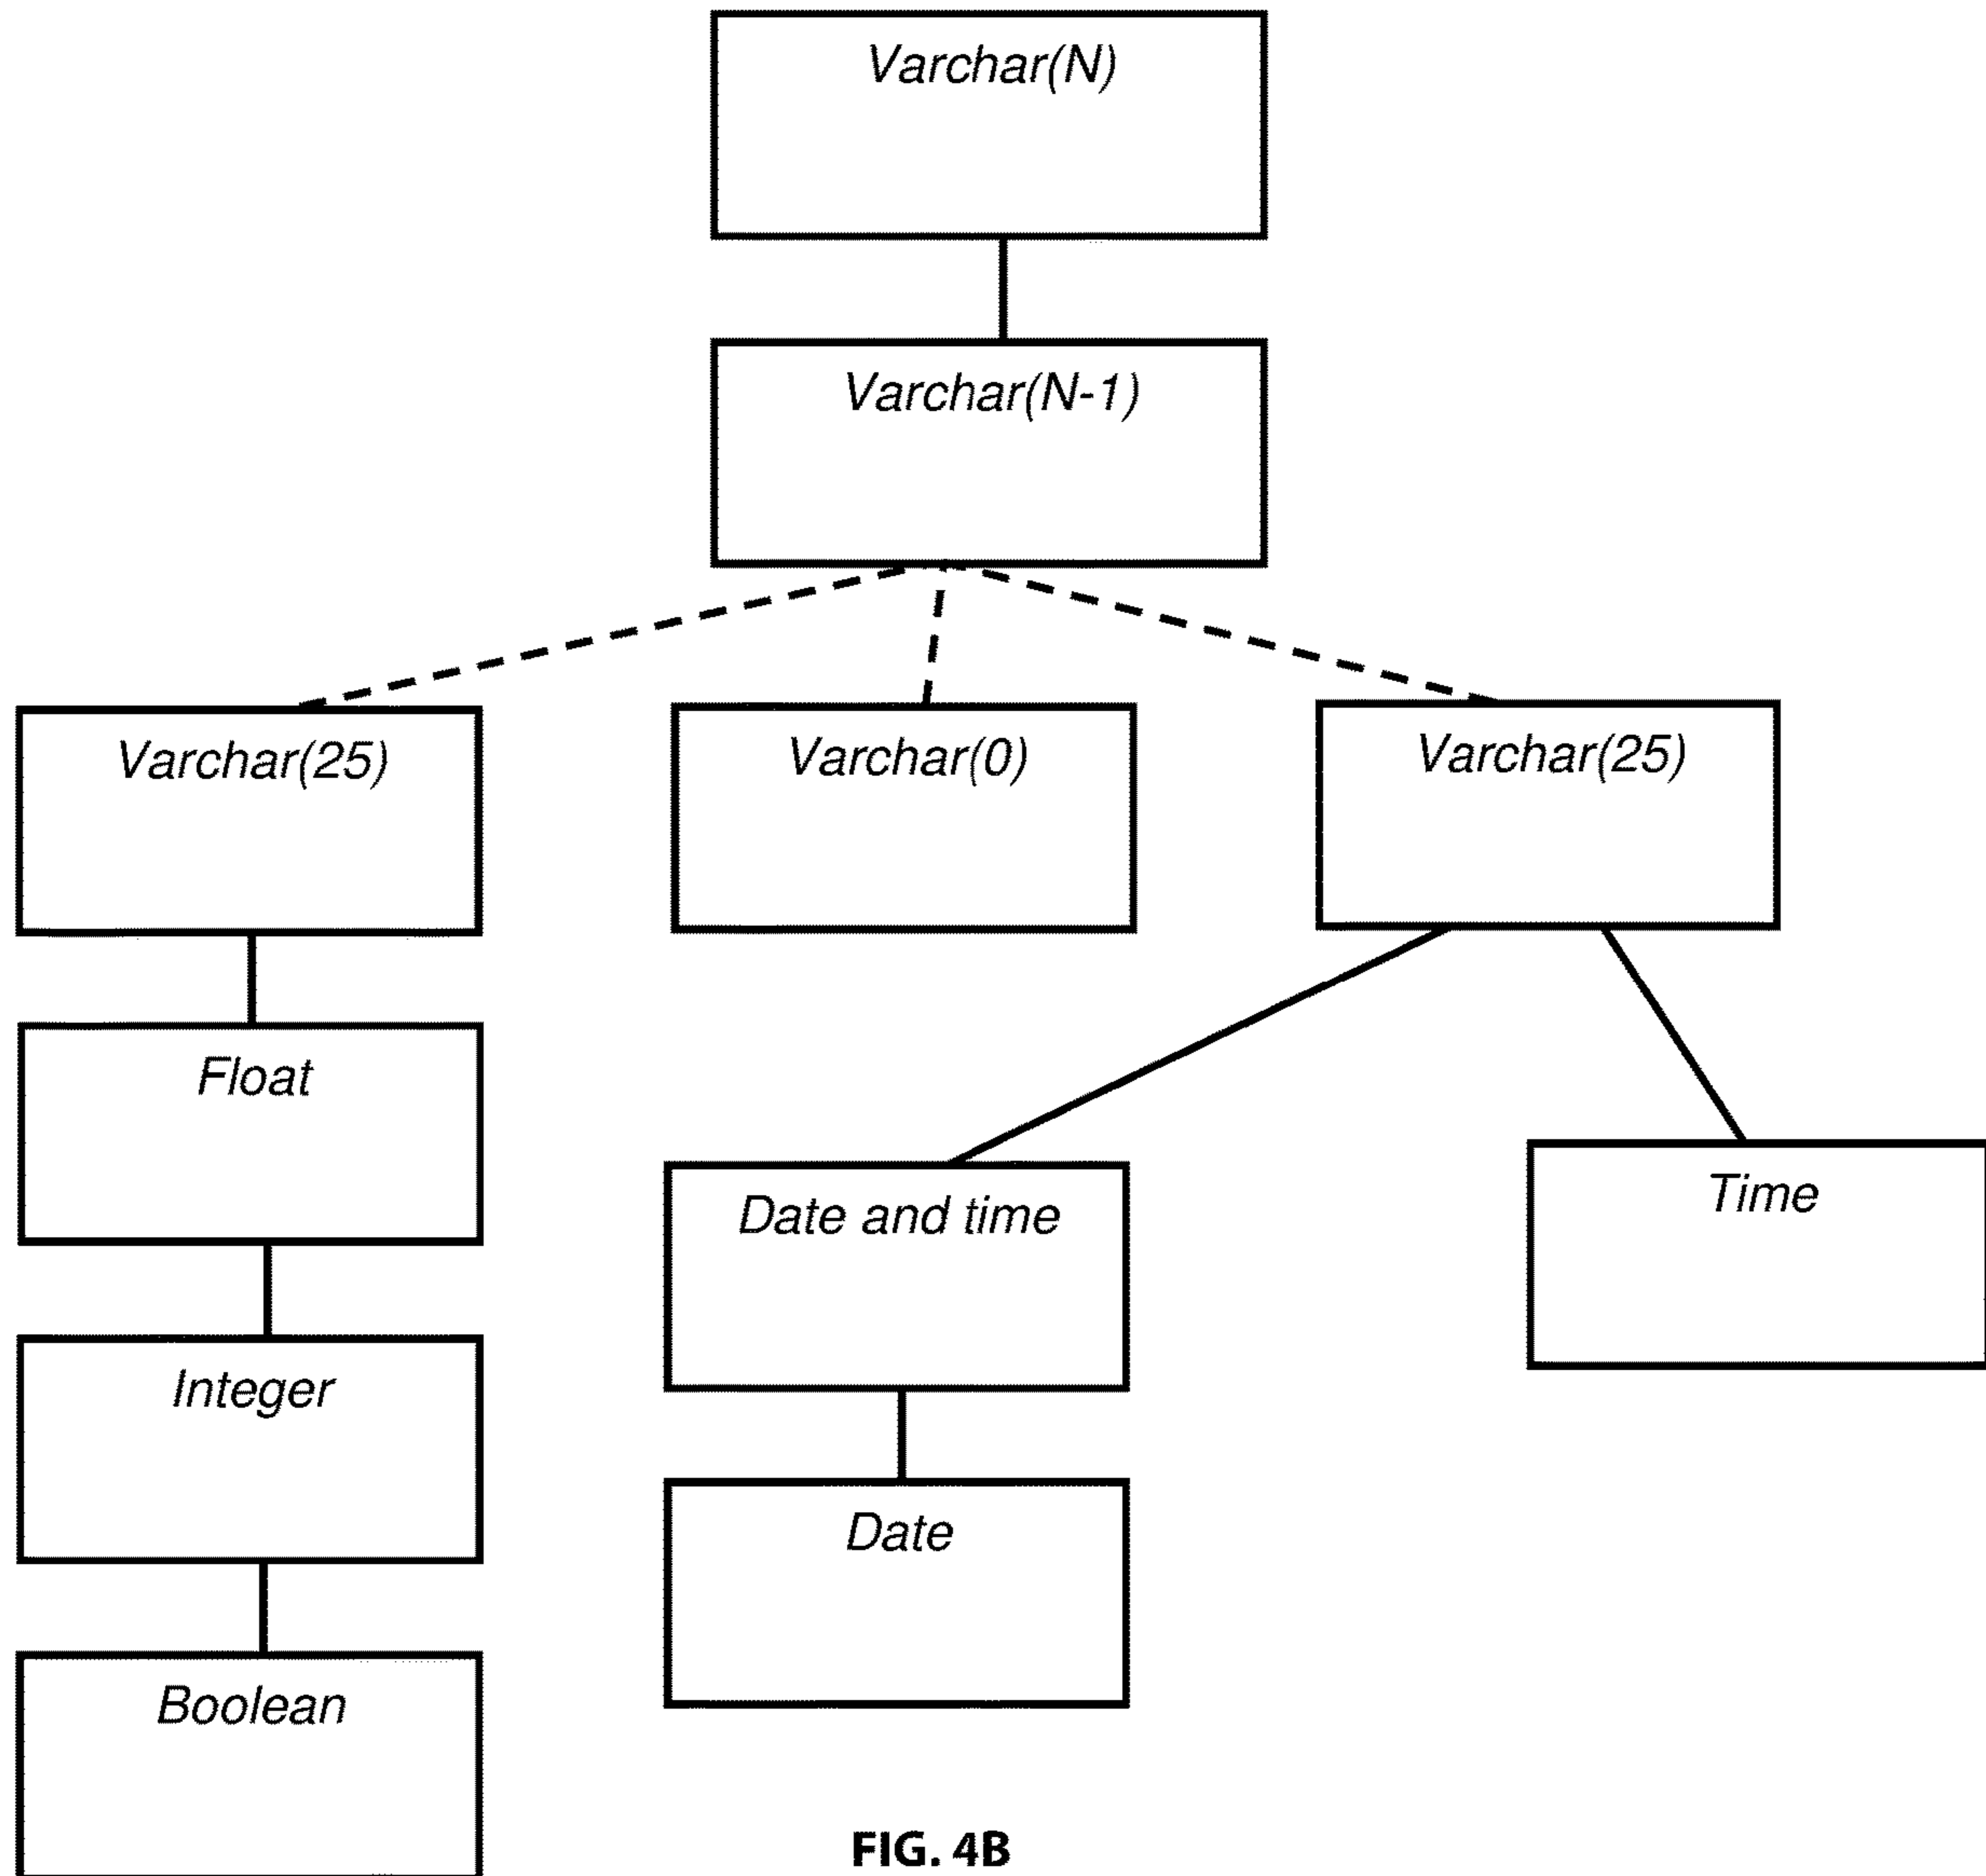 Varchar(N)
Varchar(N-1)
Varchar(25)
Varchar(0)
Varchar(25)
Float
Date and time
Time
Integer
Date
Boolean
FIG. 4B